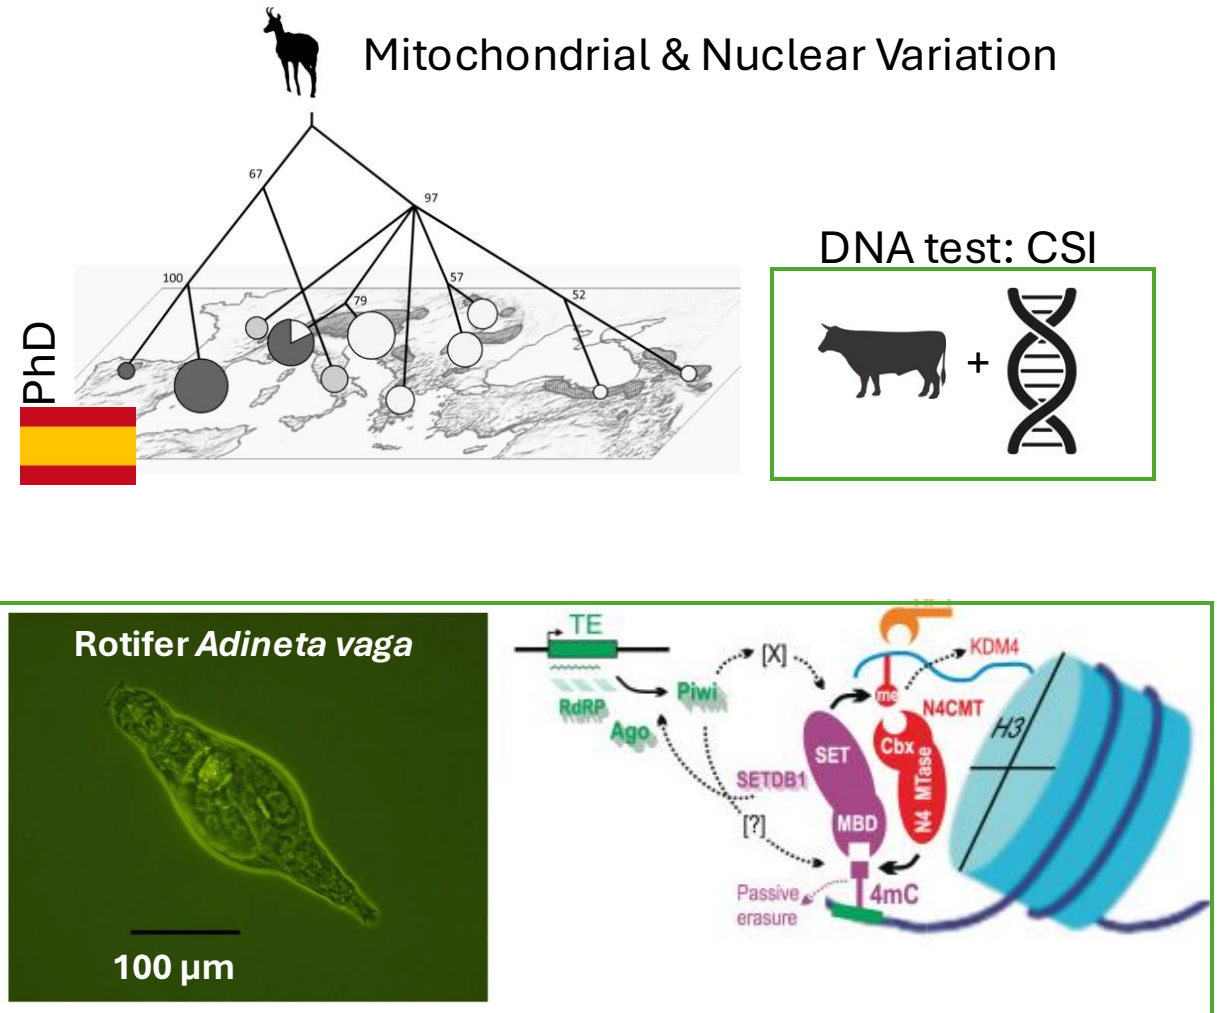 Mitochondrial & Nuclear Variation
67
97
100
79
57
52
PhD
DNA test: CSI
+
Rotifer Adineta vaga
100 µm
TE
[X]
KDM4
Piwi
me
RdRP
Ago
N4CMT
Cbx
H3
SET
SETDB1
N4 MTase
[?]
MBD
Passive
erasure
4mC